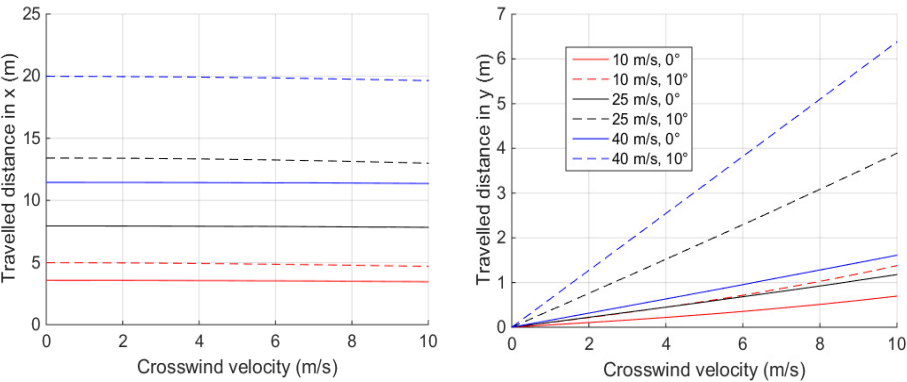 Travelled distance in x (m)
25
20
15
10
5
0
0 2 4 6 8 10
Crosswind velocity (m/s)
Travelled distance in y (m)
7
6
5
4
3
2
1
0
10 m/s, 0°
10 m/s, 10°
25 m/s, 0°
25 m/s, 10°
40 m/s, 0°
40 m/s, 10°
0 2 4 6 8 10
Crosswind velocity (m/s)